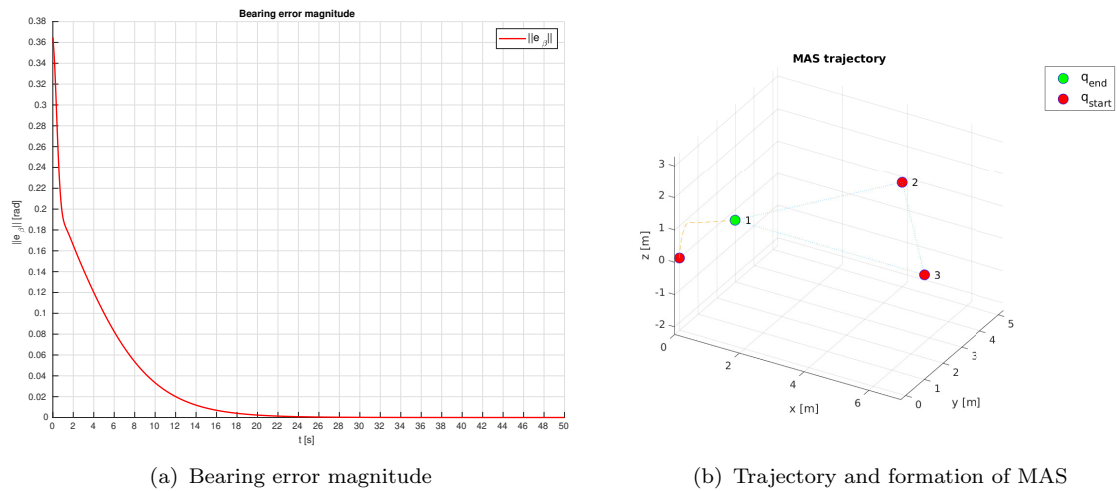 Bearing error magnitude
||e_β||
||e_β|| [rad]
0.38
0.36
0.34
0.32
0.3
0.28
0.26
0.24
0.22
0.2
0.18
0.16
0.14
0.12
0.1
0.08
0.06
0.04
0.02
0
0 2 4 6 8 10 12 14 16 18 20 22 24 26 28 30 32 34 36 38 40 42 44 46 48 50
t [s]
(a) Bearing error magnitude
MAS trajectory
q_end
q_start
3
2
1
0
-1
-2
z [m]
1
2
3
0 2 4 6
x [m]
0 1 2 3 4 5
y [m]
(b) Trajectory and formation of MAS